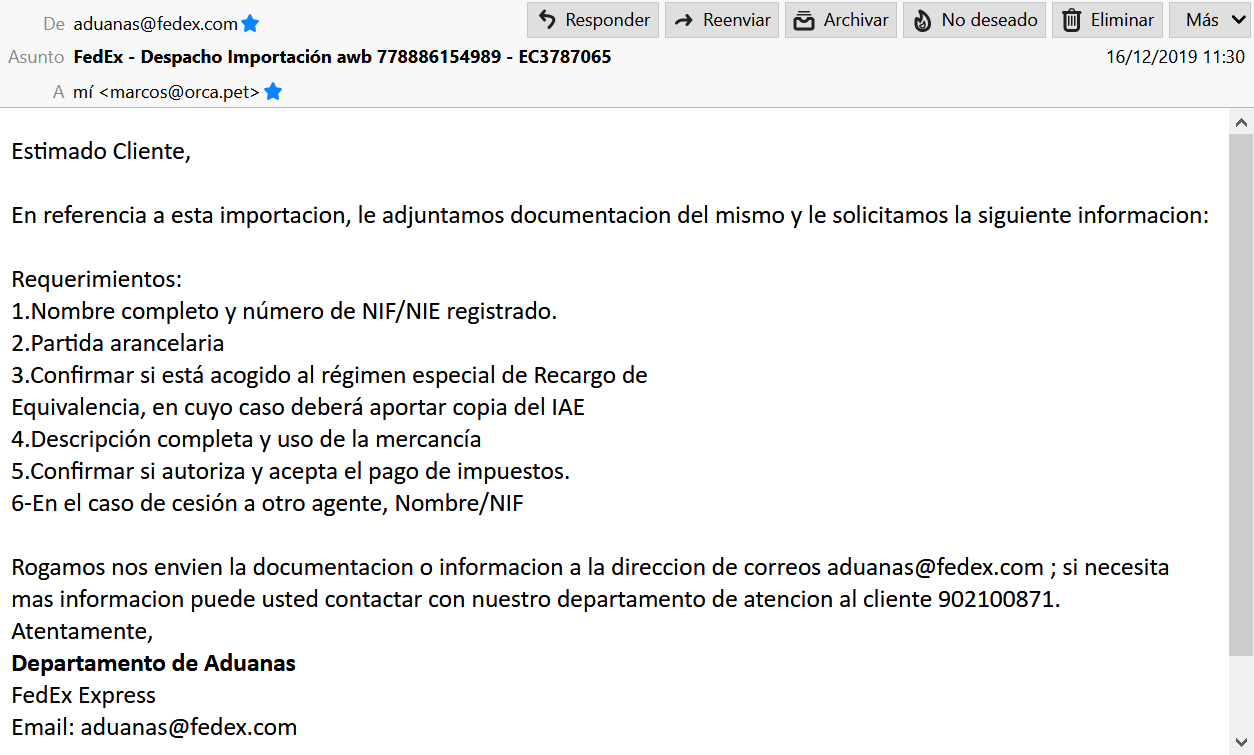 De aduanas@fedex.com
Responder Reenviar Archivar No deseado Eliminar Más
Asunto FedEx - Despacho Importación awb 778886154989 - EC3787065 16/12/2019 11:30
A mí <marcos@orca.pet>
Estimado Cliente,
En referencia a esta importacion, le adjuntamos documentacion del mismo y le solicitamos la siguiente informacion:
Requerimientos:
1.Nombre completo y número de NIF/NIE registrado.
2.Partida arancelaria
3.Confirmar si está acogido al régimen especial de Recargo de
Equivalencia, en cuyo caso deberá aportar copia del IAE
4.Descripción completa y uso de la mercancía
5.Confirmar si autoriza y acepta el pago de impuestos.
6-En el caso de cesión a otro agente, Nombre/NIF
Rogamos nos envien la documentacion o informacion a la direccion de correos aduanas@fedex.com ; si necesita
mas informacion puede usted contactar con nuestro departamento de atencion al cliente 902100871.
Atentamente,
Departamento de Aduanas
FedEx Express
Email: aduanas@fedex.com